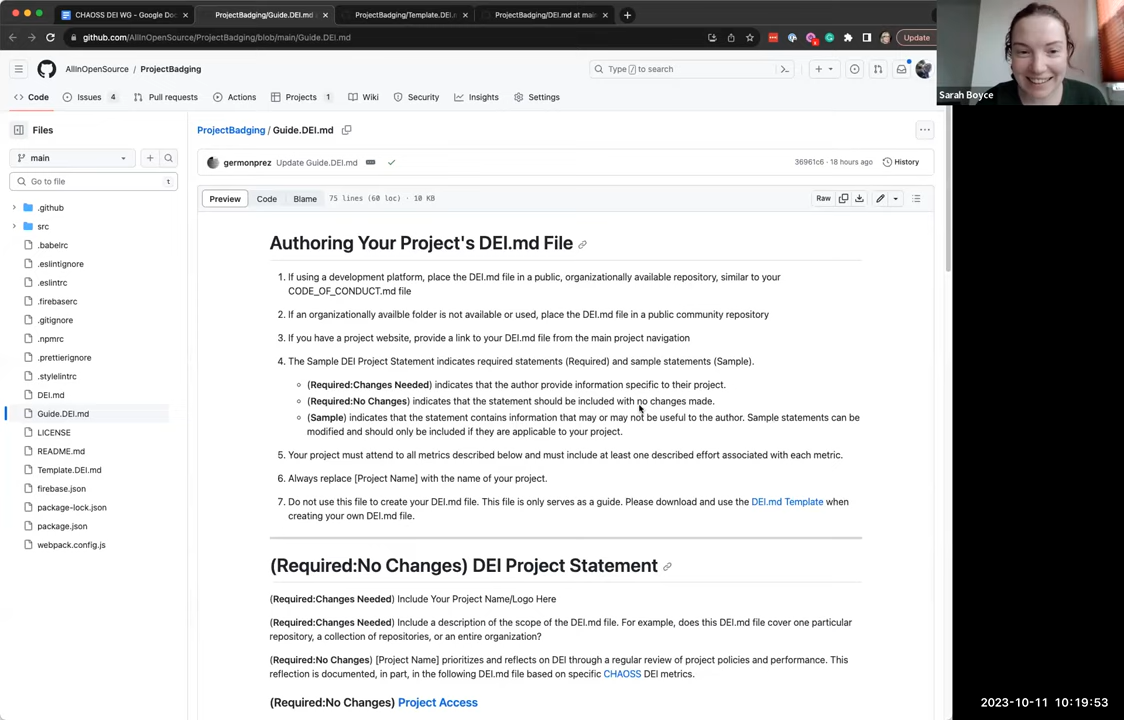 CHAOSS DEI WG - Google Doc
ProjectBadging/Guide.DEI.md
ProjectBadging/Template.DEI.
ProjectBadging/DEI.md at mai
github.com/AllInOpenSource/ProjectBadging/blob/main/Guide.DEI.md
Update
AllInOpenSource / ProjectBadging
Type / to search
Code
Issues 4
Pull requests
Actions
Projects 1
Wiki
Security
Insights
Settings
Sarah Boyce
Files
main
Go to file
t
.github
src
.babelrc
.eslintignore
.eslintrc
.firebaserc
.gitignore
.npmrc
.prettierignore
.stylelintrc
DEI.md
Guide.DEI.md
LICENSE
README.md
Template.DEI.md
firebase.json
package-lock.json
package.json
webpack.config.js
ProjectBadging / Guide.DEI.md
germonprez Update Guide.DEI.md
36961c6 · 18 hours ago
History
Preview
Code
Blame
75 lines (60 loc) · 10 KB
Raw
Authoring Your Project's DEI.md File
1. If using a development platform, place the DEI.md file in a public, organizationally available repository, similar to your
CODE_OF_CONDUCT.md file
2. If an organizationally availble folder is not available or used, place the DEI.md file in a public community repository
3. If you have a project website, provide a link to your DEI.md file from the main project navigation
4. The Sample DEI Project Statement indicates required statements (Required) and sample statements (Sample).
(Required:Changes Needed) indicates that the author provide information specific to their project.
(Required:No Changes) indicates that the statement should be included with no changes made.
(Sample) indicates that the statement contains information that may or may not be useful to the author. Sample statements can be
modified and should only be included if they are applicable to your project.
5. Your project must attend to all metrics described below and must include at least one described effort associated with each metric.
6. Always replace [Project Name] with the name of your project.
7. Do not use this file to create your DEI.md file. This file is only serves as a guide. Please download and use the DEI.md Template when
creating your own DEI.md file.
(Required:No Changes) DEI Project Statement
(Required:Changes Needed) Include Your Project Name/Logo Here
(Required:Changes Needed) Include a description of the scope of the DEI.md file. For example, does this DEI.md file cover one particular
repository, a collection of repositories, or an entire organization?
(Required:No Changes) [Project Name] prioritizes and reflects on DEI through a regular review of project policies and performance. This
reflection is documented, in part, in the following DEI.md file based on specific CHAOSS DEI metrics.
(Required:No Changes) Project Access
2023-10-11 10:19:53